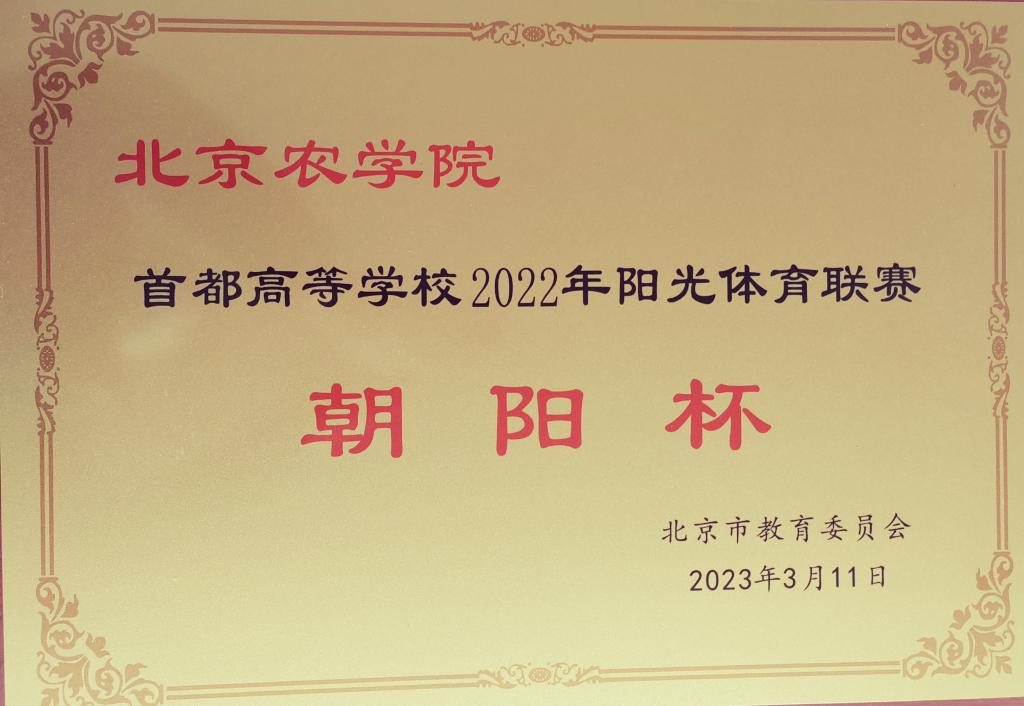 北京农学院
首都高等学校2022年阳光体育联赛
朝阳杯
北京市教育委员会
2023年3月11日